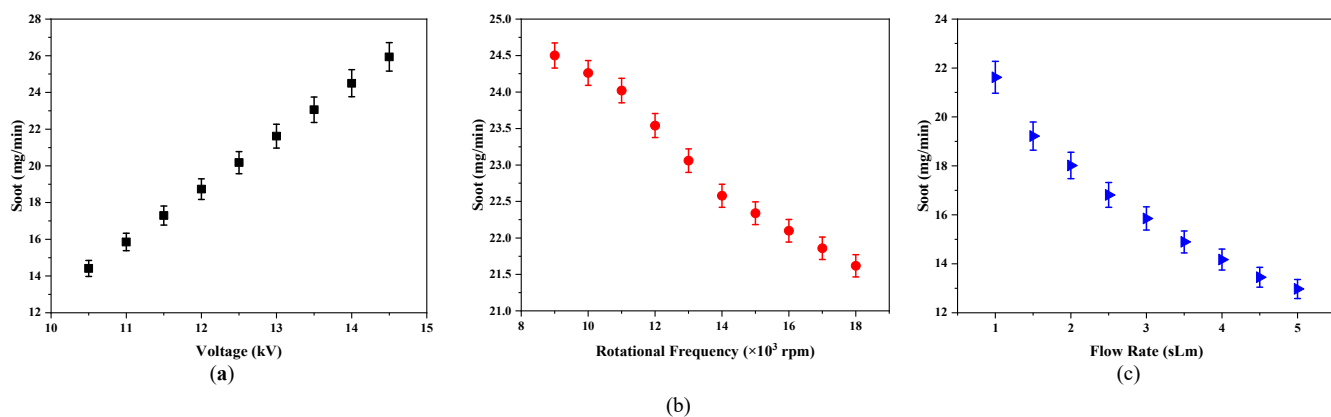 28
26
24
22
20
18
16
14
12
Soot (mg/min)
10 11 12 13 14 15
Voltage (kV)
(a)
25.0
24.5
24.0
23.5
23.0
22.5
22.0
21.5
21.0
Soot (mg/min)
8 10 12 14 16 18
Rotational Frequency (×10³ rpm)
(b)
24
22
20
18
16
14
12
Soot (mg/min)
1 2 3 4 5
Flow Rate (sLm)
(c)